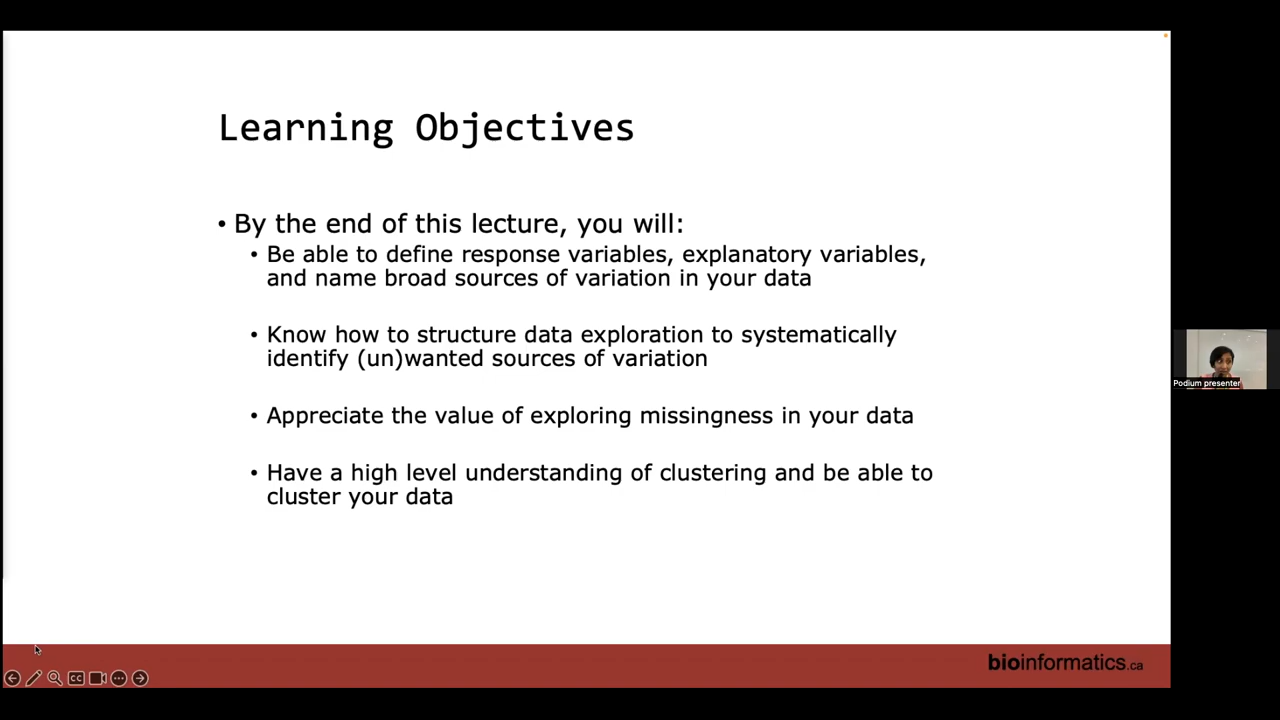 Learning Objectives
• By the end of this lecture, you will:
• Be able to define response variables, explanatory variables,
and name broad sources of variation in your data
• Know how to structure data exploration to systematically
identify (un)wanted sources of variation
• Appreciate the value of exploring missingness in your data
• Have a high level understanding of clustering and be able to
cluster your data
Podium presenter
CC
bioinformatics.ca